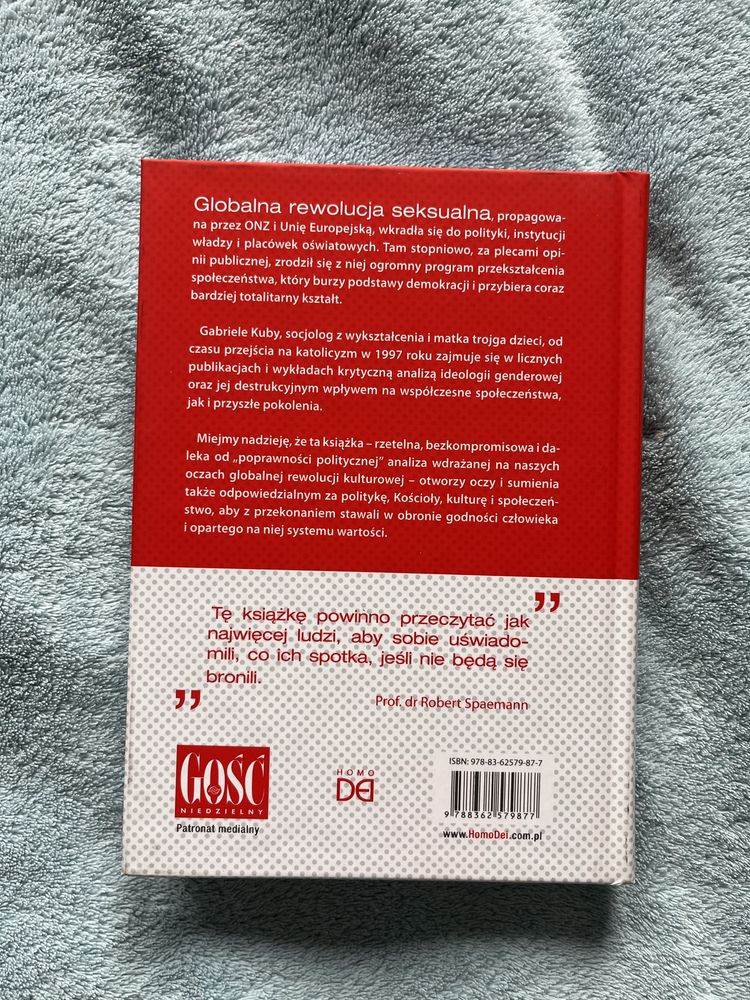 Globalna rewolucja seksualna, propagowa-
na przez ONZ i Unię Europejską, wkradła się do polityki, instytucji
władzy i placówek oświatowych. Tam stopniowo, za plecami opi-
nii publicznej, zrodził się z niej ogromny program przekształcenia
społeczeństwa, który burzy podstawy demokracji i przybiera coraz
bardziej totalitarny kształt.
Gabriele Kuby, socjolog z wykształcenia i matka trojga dzieci, od
czasu przejścia na katolicyzm w 1997 roku zajmuje się w licznych
publikacjach i wykładach krytyczną analizą ideologii genderowej
oraz jej destrukcyjnym wpływem na współczesne społeczeństwa,
jak i przyszłe pokolenia.
Miejmy nadzieję, że ta książka – rzetelna, bezkompromisowa i da-
leka od „poprawności politycznej” analiza wdrażanej na naszych
oczach globalnej rewolucji kulturowej – otworzy oczy i sumienia
także odpowiedzialnym za politykę, Kościoły, kulturę i społeczeń-
stwo, aby z przekonaniem stawali w obronie godności człowieka
i opartego na niej systemu wartości.
Tę książkę powinno przeczytać jak ”
najwięcej ludzi, aby sobie uświado-
mili, co ich spotka, jeśli nie będą się
bronili.
” Prof. dr Robert Spaemann
GOŚĆ
NIEDZIELNY
Patronat medialny
HOMO
DEI
ISBN: 978-83-62579-87-7
9 788362 579877
www.HomoDei.com.pl